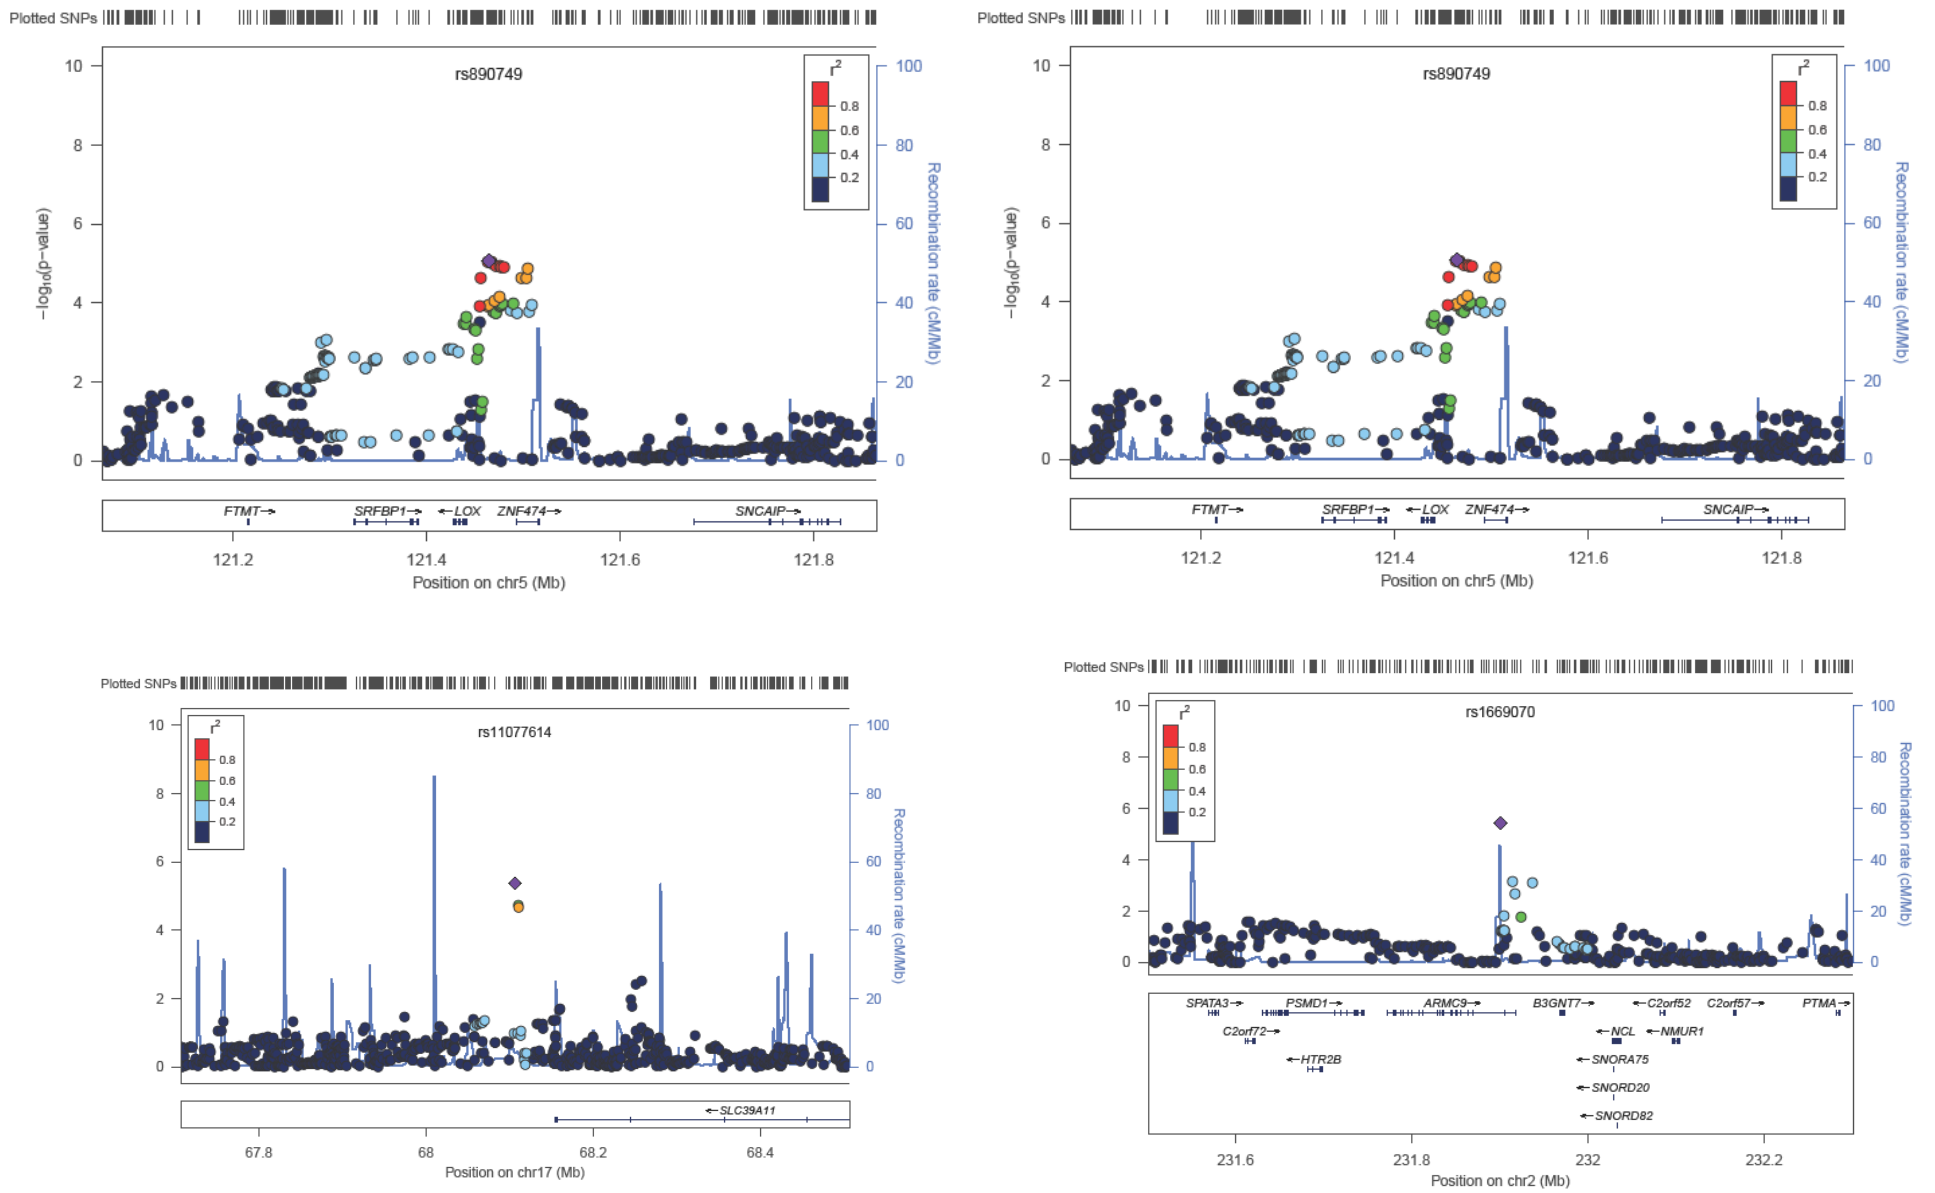 Plotted SNPs
rs890749
r2
0.8
0.6
0.4
0.2
10
8
6
4
2
0
−log10(p−value)
100
80
60
40
20
0
Recombination rate (cM/Mb)
FTMT→
SRFBP1→
←LOX
ZNF474→
SNCAIP→
121.2
121.4
121.6
121.8
Position on chr5 (Mb)
Plotted SNPs
rs890749
r2
0.8
0.6
0.4
0.2
10
8
6
4
2
0
−log10(p−value)
100
80
60
40
20
0
Recombination rate (cM/Mb)
FTMT→
SRFBP1→
←LOX
ZNF474→
SNCAIP→
121.2
121.4
121.6
121.8
Position on chr5 (Mb)
Plotted SNPs
rs11077614
r2
0.8
0.6
0.4
0.2
10
8
6
4
2
0
100
80
60
40
20
0
Recombination rate (cM/Mb)
←SLC39A11
67.8
68
68.2
68.4
Position on chr17 (Mb)
Plotted SNPs
rs1669070
r2
0.8
0.6
0.4
0.2
10
8
6
4
2
0
100
80
60
40
20
0
Recombination rate (cM/Mb)
SPATA3→
PSMD1→
ARMC9→
B3GNT7→
←C2orf52
C2orf57→
PTMA→
C2orf72→
←NCL
←NMUR1
←HTR2B
←SNORA75
←SNORD20
←SNORD82
231.6
231.8
232
232.2
Position on chr2 (Mb)